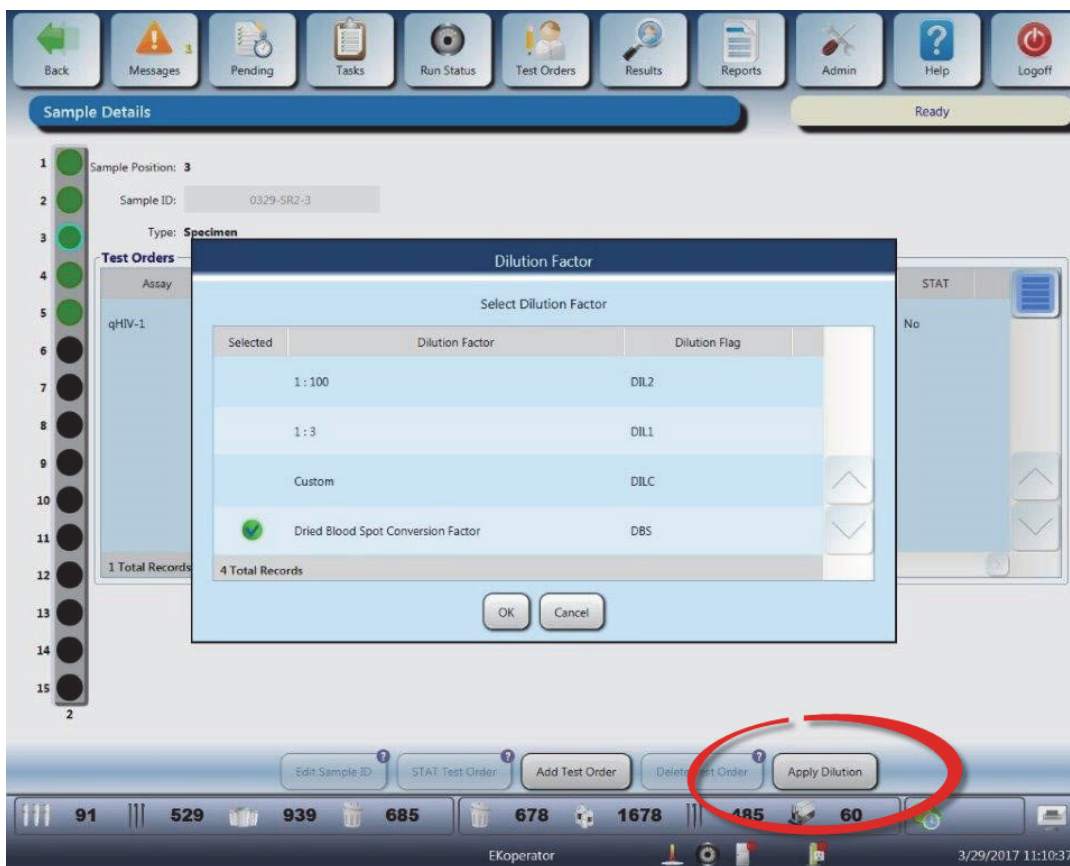 Back Messages 1 Pending Tasks Run Status Test Orders Results Reports Admin Help Logoff
Sample Details Ready
Sample Position: 3
Sample ID: 0329-SR2-3
Type: Specimen
Test Orders
Assay STAT
qHIV-1 No
1 Total Records
Dilution Factor
Select Dilution Factor
Selected Dilution Factor Dilution Flag
1 : 100 DIL2
1 : 3 DIL1
Custom DILC
Dried Blood Spot Conversion Factor DBS
4 Total Records
OK Cancel
1
2
3
4
5
6
7
8
9
10
11
12
13
14
15
2
Edit Sample ID ? STAT Test Order ? Add Test Order Delete Test Order ? Apply Dilution
91 529 939 685 678 1678 485 60
EKoperator 3/29/2017 11:10:37